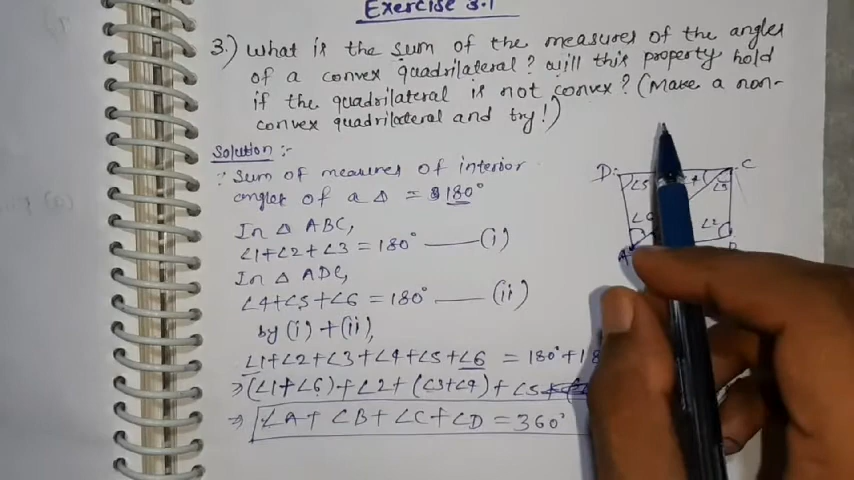 Exercise 3.1
3.) What is the sum of the measures of the angles
of a convex quadrilateral? will this property hold
if the quadrilateral is not convex? (Make a non-
convex quadrilateral and try!)
Solution :-
∵ Sum of measures of interior
angles of a △ = 180°
In △ ABC,
∠1+∠2+∠3 = 180° —— (i)
In △ ADC,
∠4+∠5+∠6 = 180° —— (ii)
by (i) + (ii),
∠1+∠2+∠3+∠4+∠5+∠6 = 180°+18
⇒ (∠1+∠6)+∠2+(∠3+∠4)+∠5
⇒ ∠A+ ∠B+ ∠C+∠D = 360°
D C
∠5 ∠4 ∠3
∠2
A